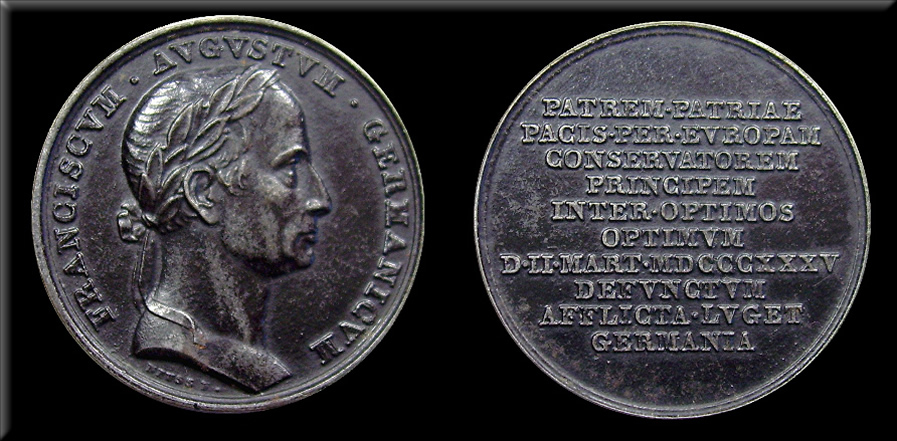 FRANCISCVM · AVGVSTVM · GERMANICVM
PATREM·PATRIAE
PACIS·PER·EVROPAM
CONSERVATOREM
PRINCIPEM
INTER·OPTIMOS
OPTIMVM
D·II·MART·MDCCCXXXV
DEFVNCTVM
AFFLICTA·LVGET
GERMANIA